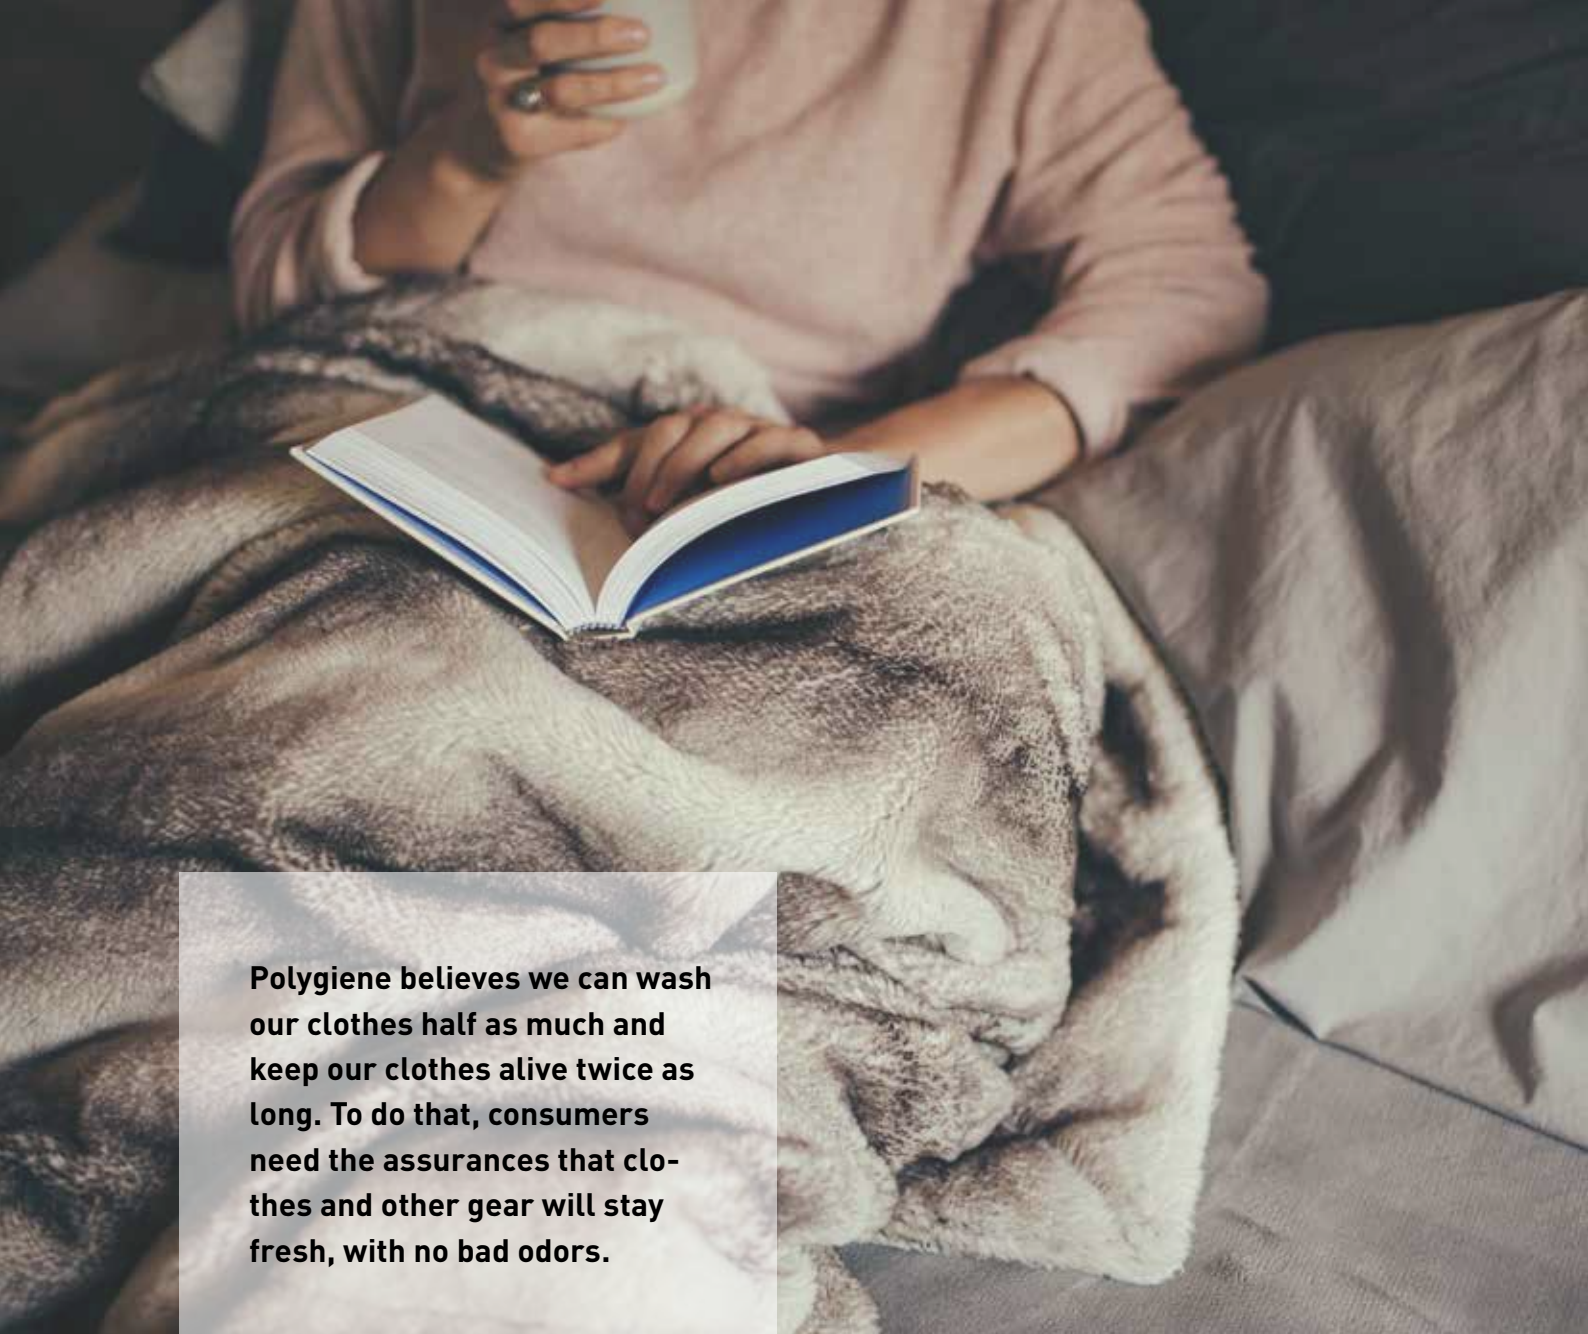 Polygiene believes we can wash
our clothes half as much and
keep our clothes alive twice as
long. To do that, consumers
need the assurances that clo-
thes and other gear will stay
fresh, with no bad odors.